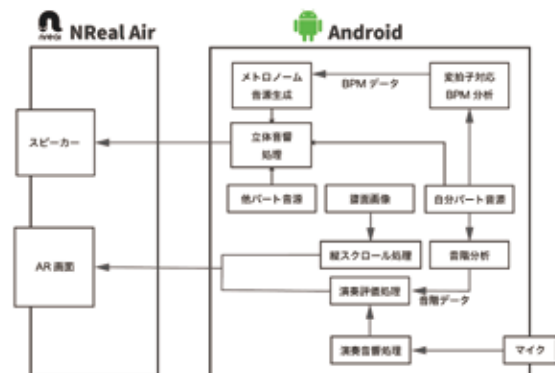 nreal
NReal Air
Android
メトロノーム
音源生成
BPM データ
変拍子対応
BPM 分析
スピーカー
立体音響
処理
他パート音源
譜面画像
自分パート音源
AR 画面
縦スクロール処理
音階分析
演奏評価処理
音階データ
演奏音響処理
マイク